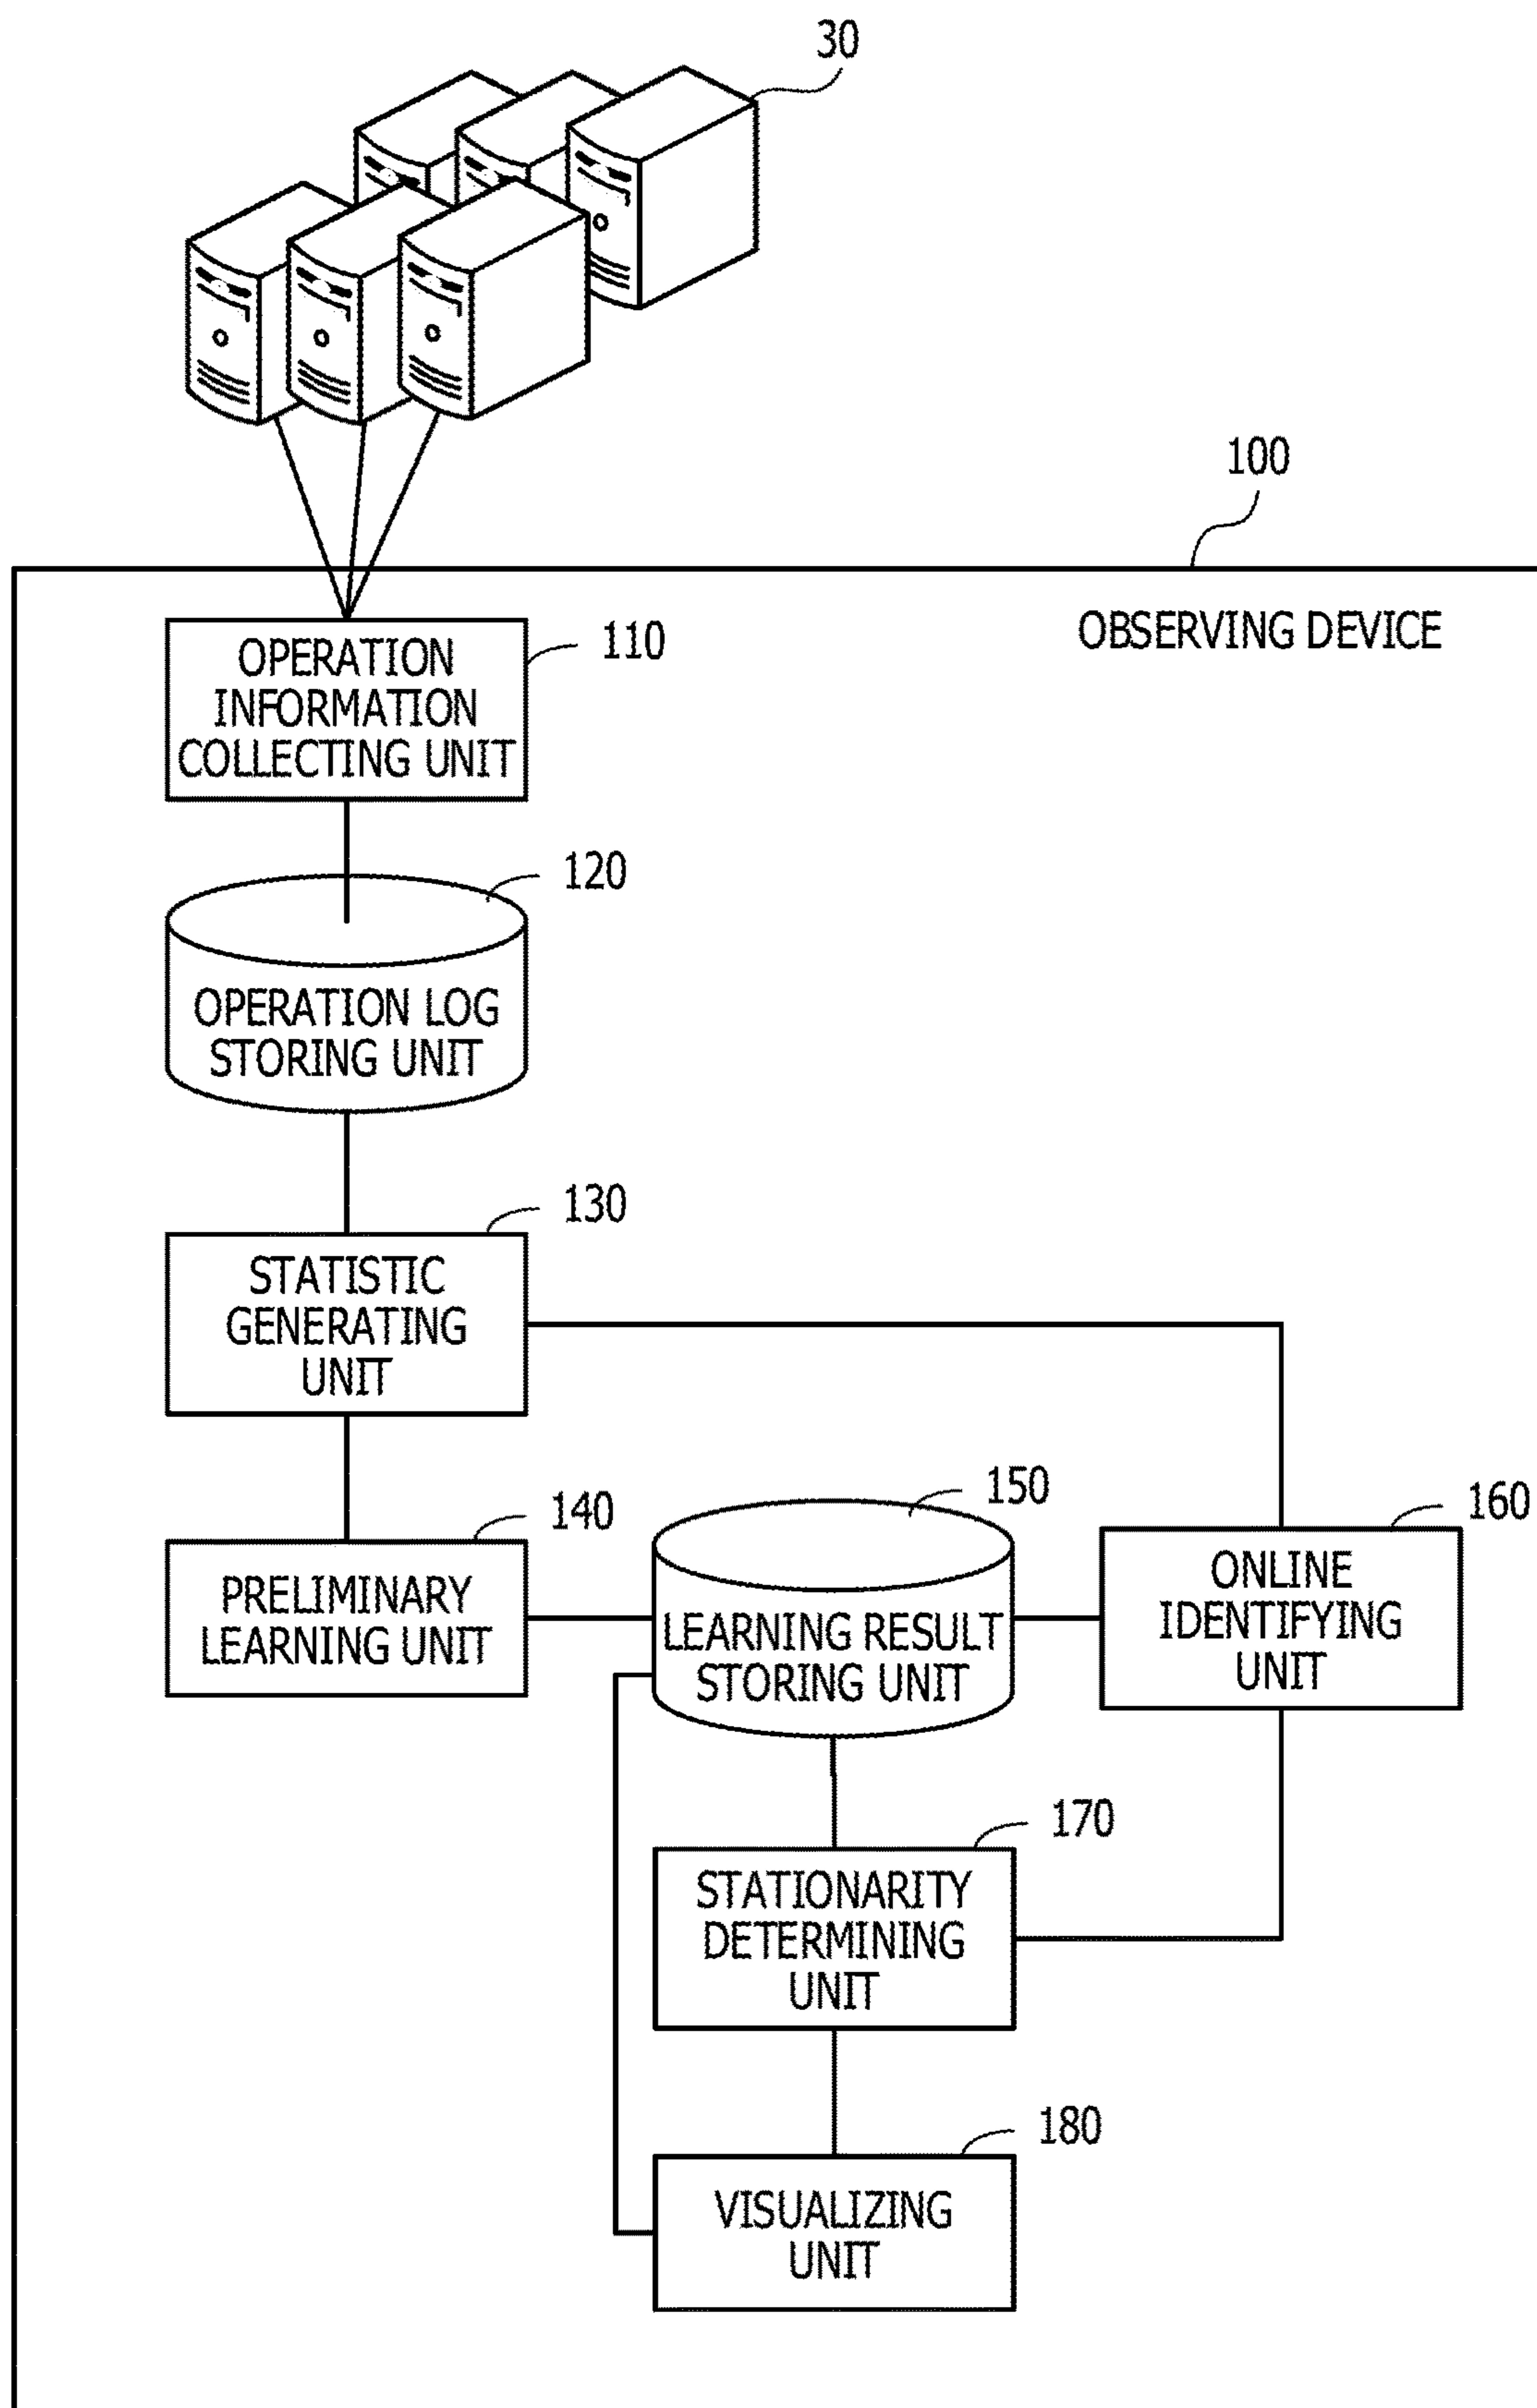 30
100
OBSERVING DEVICE
OPERATION
INFORMATION
COLLECTING UNIT
110
120
OPERATION LOG
STORING UNIT
130
STATISTIC
GENERATING
UNIT
140
PRELIMINARY
LEARNING UNIT
150
LEARNING RESULT
STORING UNIT
160
ONLINE
IDENTIFYING
UNIT
170
STATIONARITY
DETERMINING
UNIT
180
VISUALIZING
UNIT